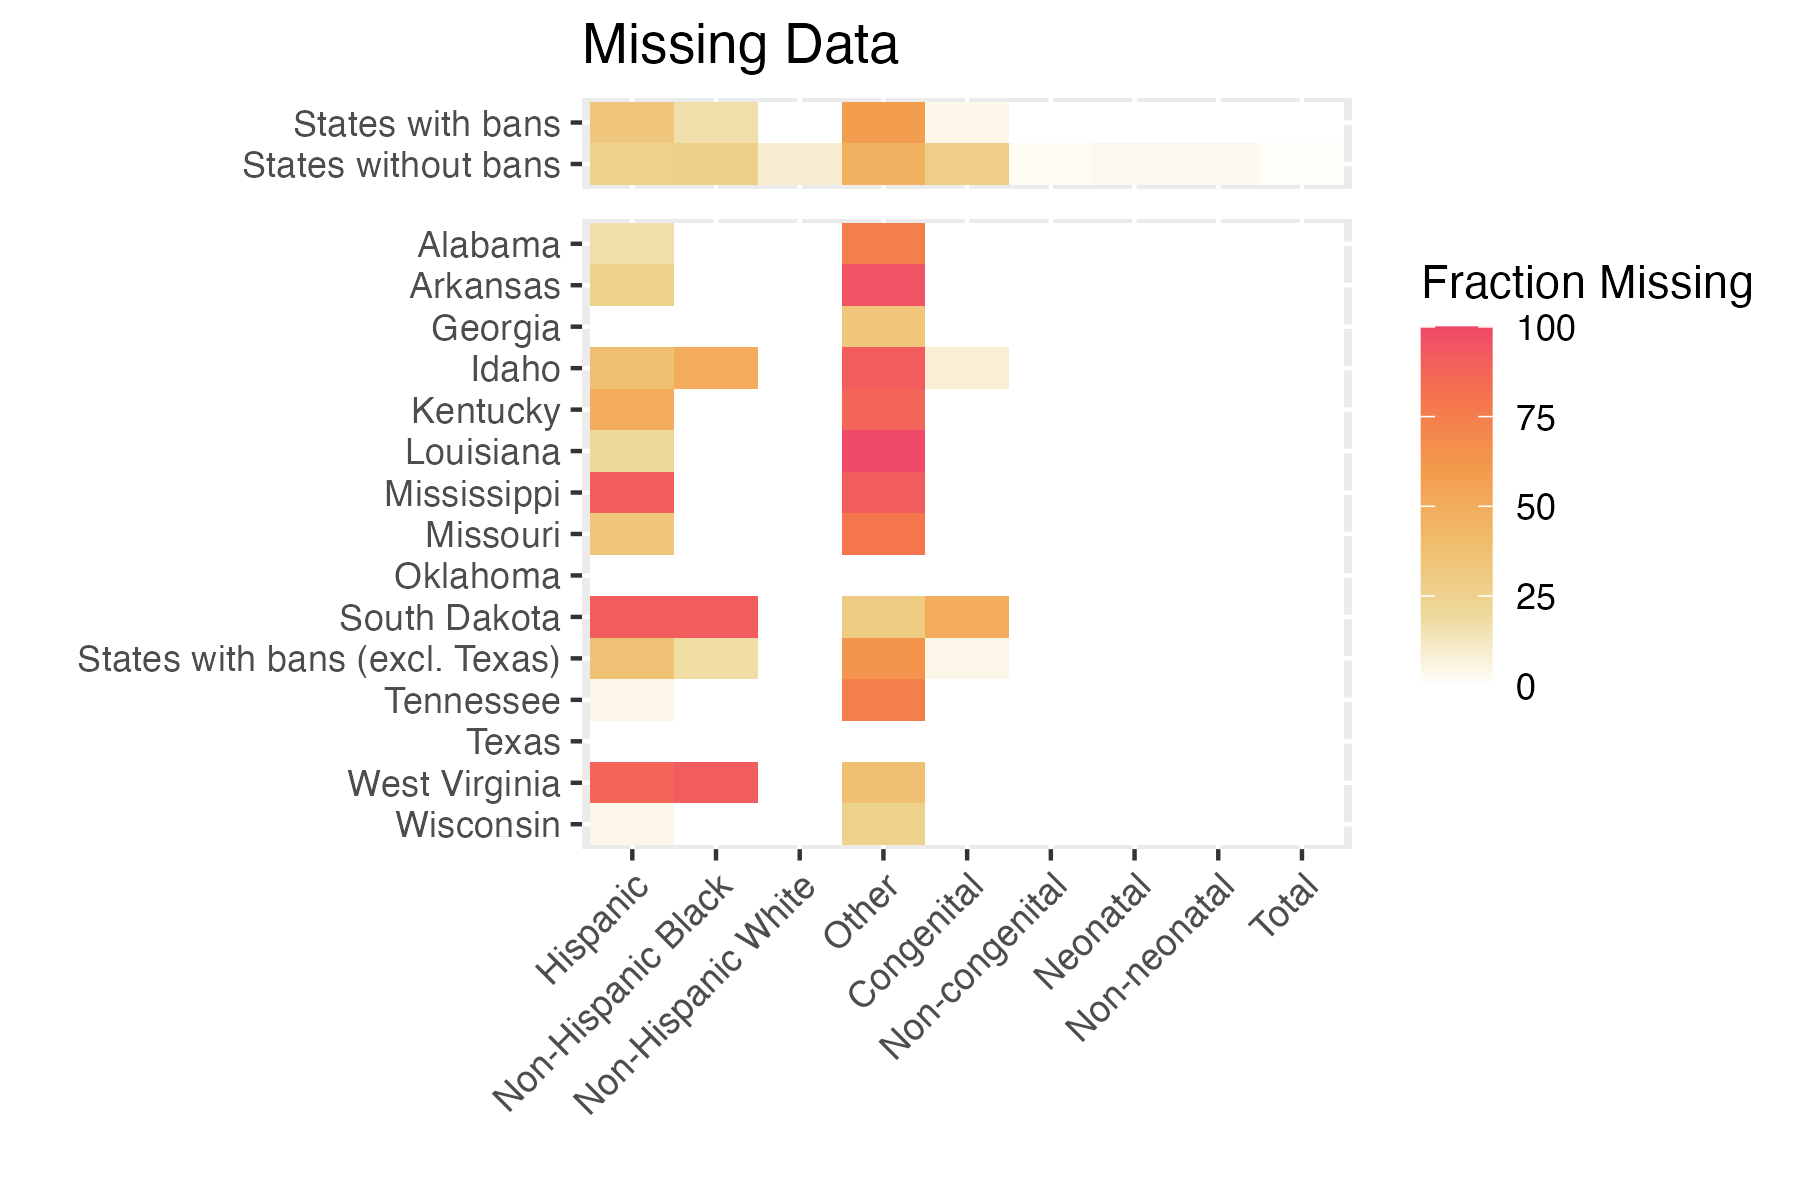 Missing Data
States with bans
States without bans
Alabama
Arkansas
Georgia
Idaho
Kentucky
Louisiana
Mississippi
Missouri
Oklahoma
South Dakota
States with bans (excl. Texas)
Tennessee
Texas
West Virginia
Wisconsin
Hispanic
Non-Hispanic Black
Non-Hispanic White
Other
Congenital
Non-congenital
Neonatal
Non-neonatal
Total
Fraction Missing
100
75
50
25
0